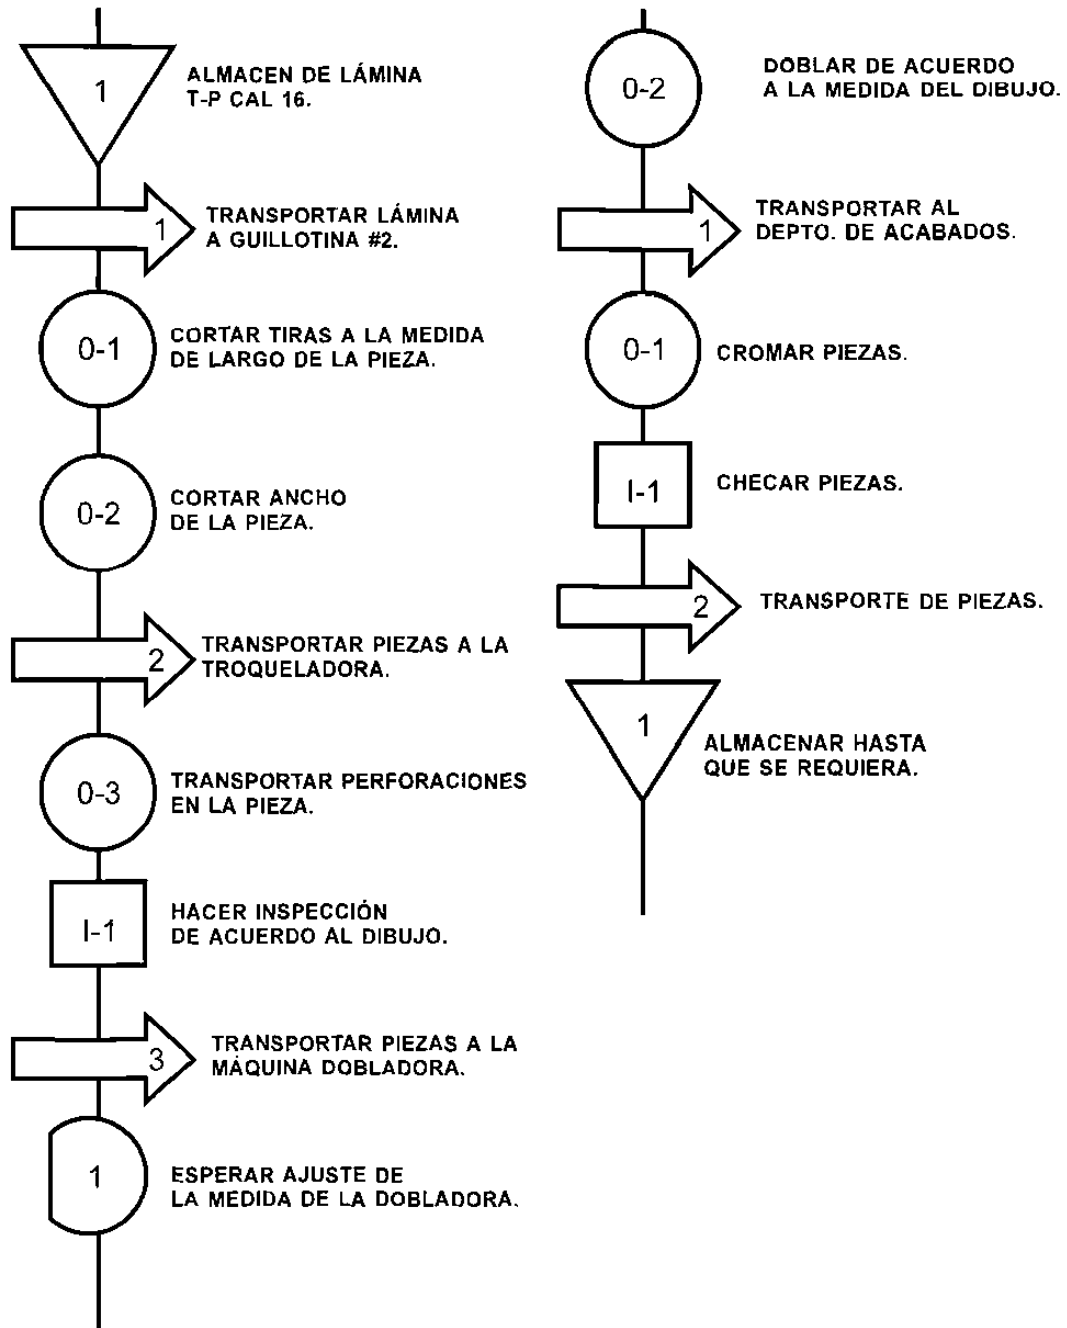 1
ALMACEN DE LÁMINA
T-P CAL 16.
1
TRANSPORTAR LÁMINA
A GUILLOTINA #2.
0-1
CORTAR TIRAS A LA MEDIDA
DE LARGO DE LA PIEZA.
0-2
CORTAR ANCHO
DE LA PIEZA.
2
TRANSPORTAR PIEZAS A LA
TROQUELADORA.
0-3
TRANSPORTAR PERFORACIONES
EN LA PIEZA.
I-1
HACER INSPECCIÓN
DE ACUERDO AL DIBUJO.
3
TRANSPORTAR PIEZAS A LA
MÁQUINA DOBLADORA.
1
ESPERAR AJUSTE DE
LA MEDIDA DE LA DOBLADORA.
0-2
DOBLAR DE ACUERDO
A LA MEDIDA DEL DIBUJO.
1
TRANSPORTAR AL
DEPTO. DE ACABADOS.
0-1
CROMAR PIEZAS.
I-1
CHECAR PIEZAS.
2
TRANSPORTE DE PIEZAS.
1
ALMACENAR HASTA
QUE SE REQUIERA.